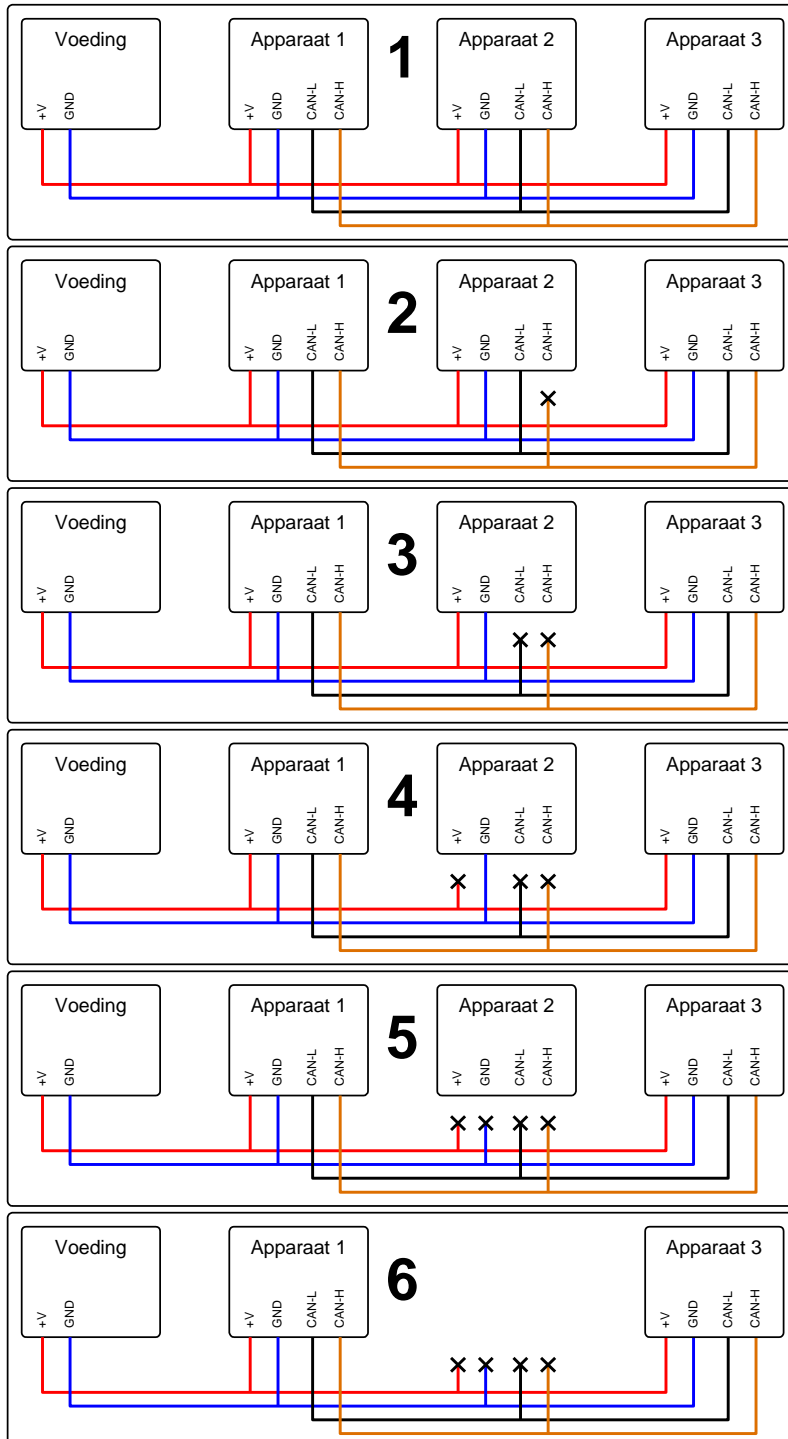 Voeding Apparaat 1 1 Apparaat 2 Apparaat 3
+V GND +V GND CAN-L CAN-H +V GND CAN-L CAN-H +V GND CAN-L CAN-H
Voeding Apparaat 1 2 Apparaat 2 Apparaat 3
+V GND +V GND CAN-L CAN-H +V GND CAN-L CAN-H +V GND CAN-L CAN-H
Voeding Apparaat 1 3 Apparaat 2 Apparaat 3
+V GND +V GND CAN-L CAN-H +V GND CAN-L CAN-H +V GND CAN-L CAN-H
Voeding Apparaat 1 4 Apparaat 2 Apparaat 3
+V GND +V GND CAN-L CAN-H +V GND CAN-L CAN-H +V GND CAN-L CAN-H
Voeding Apparaat 1 5 Apparaat 2 Apparaat 3
+V GND +V GND CAN-L CAN-H +V GND CAN-L CAN-H +V GND CAN-L CAN-H
Voeding Apparaat 1 6 Apparaat 3
+V GND +V GND CAN-L CAN-H +V GND CAN-L CAN-H